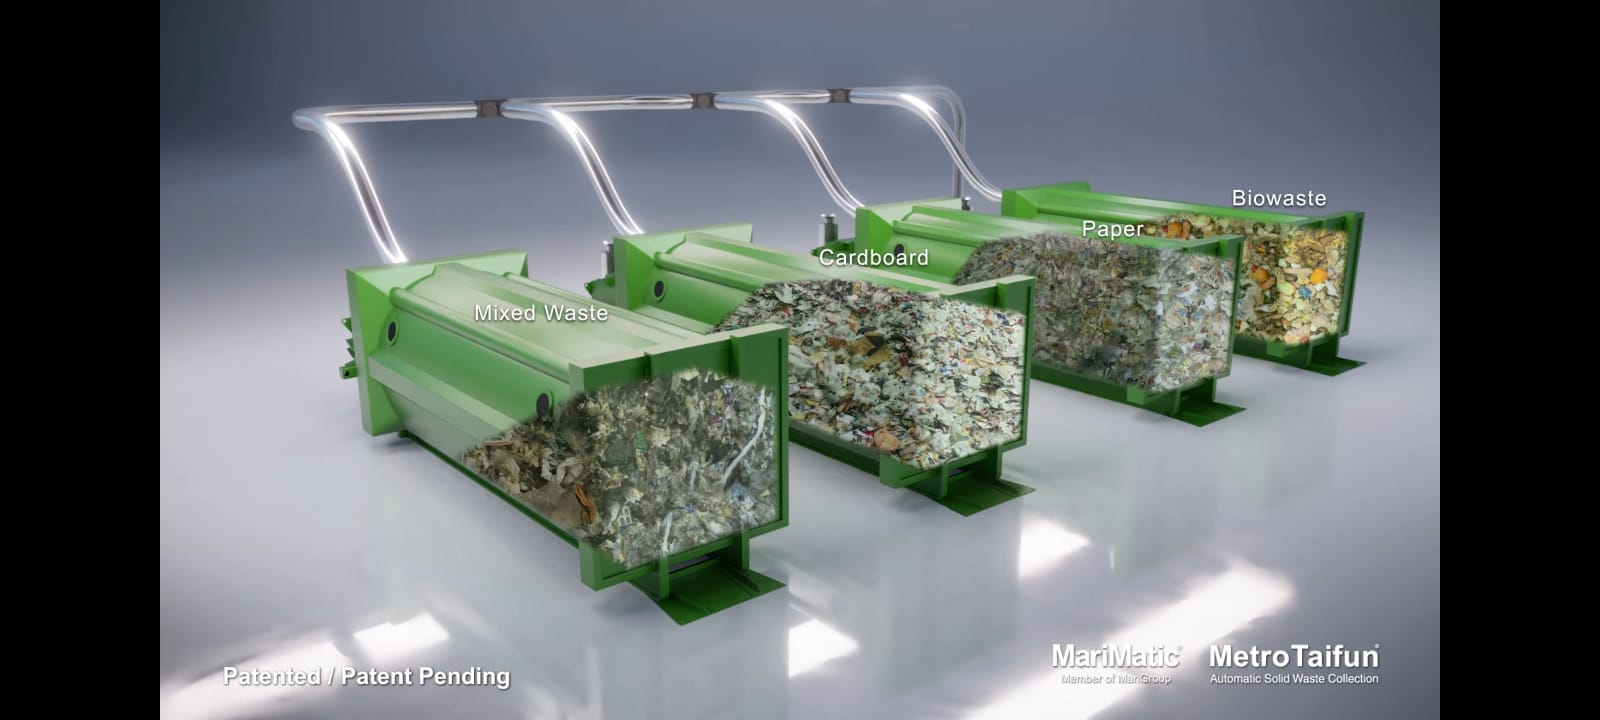 Biowaste
Paper
Cardboard
Mixed Waste
Patented / Patent Pending
MariMatic®
Member of MariGroup
MetroTaifun®
Automatic Solid Waste Collection